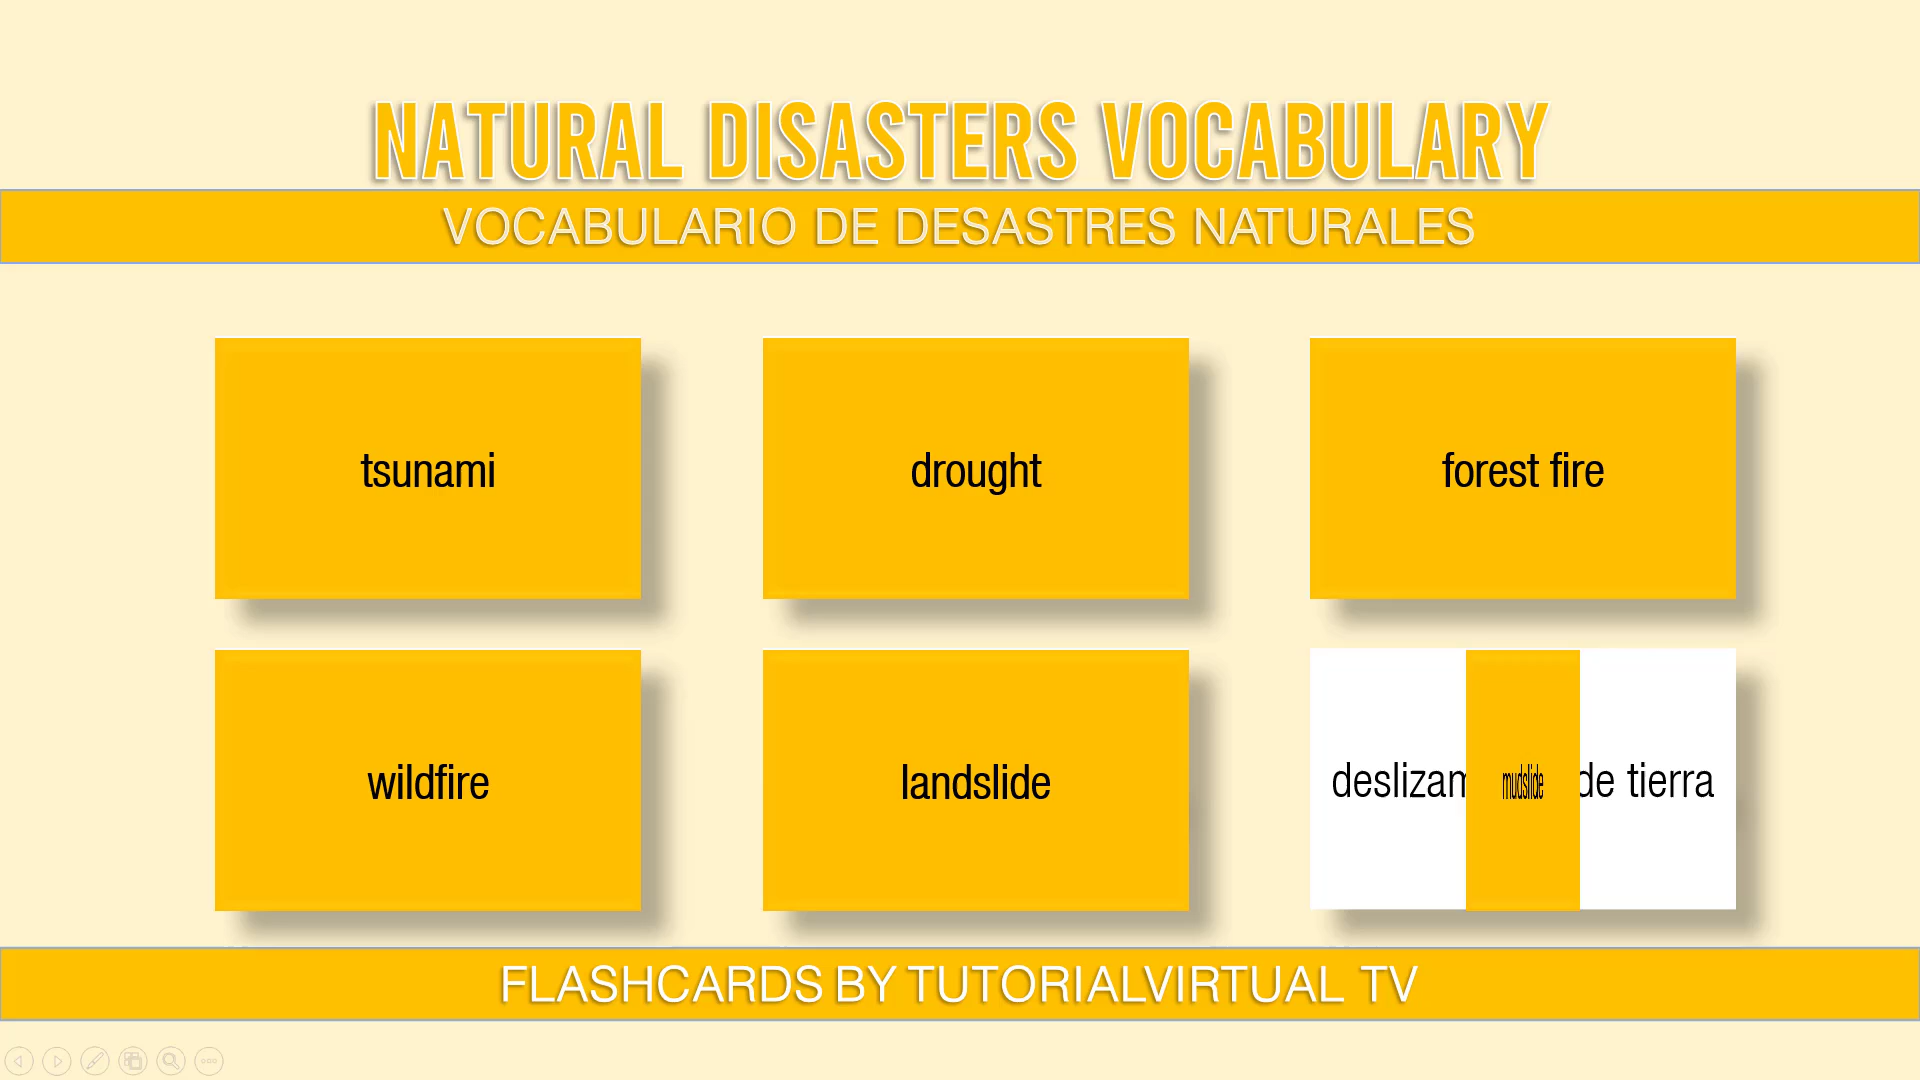 NATURAL DISASTERS VOCABULARY
VOCABULARIO DE DESASTRES NATURALES
tsunami
drought
forest fire
wildfire
landslide
mudslide
de tierra
FLASHCARDS BY TUTORIALVIRTUAL TV